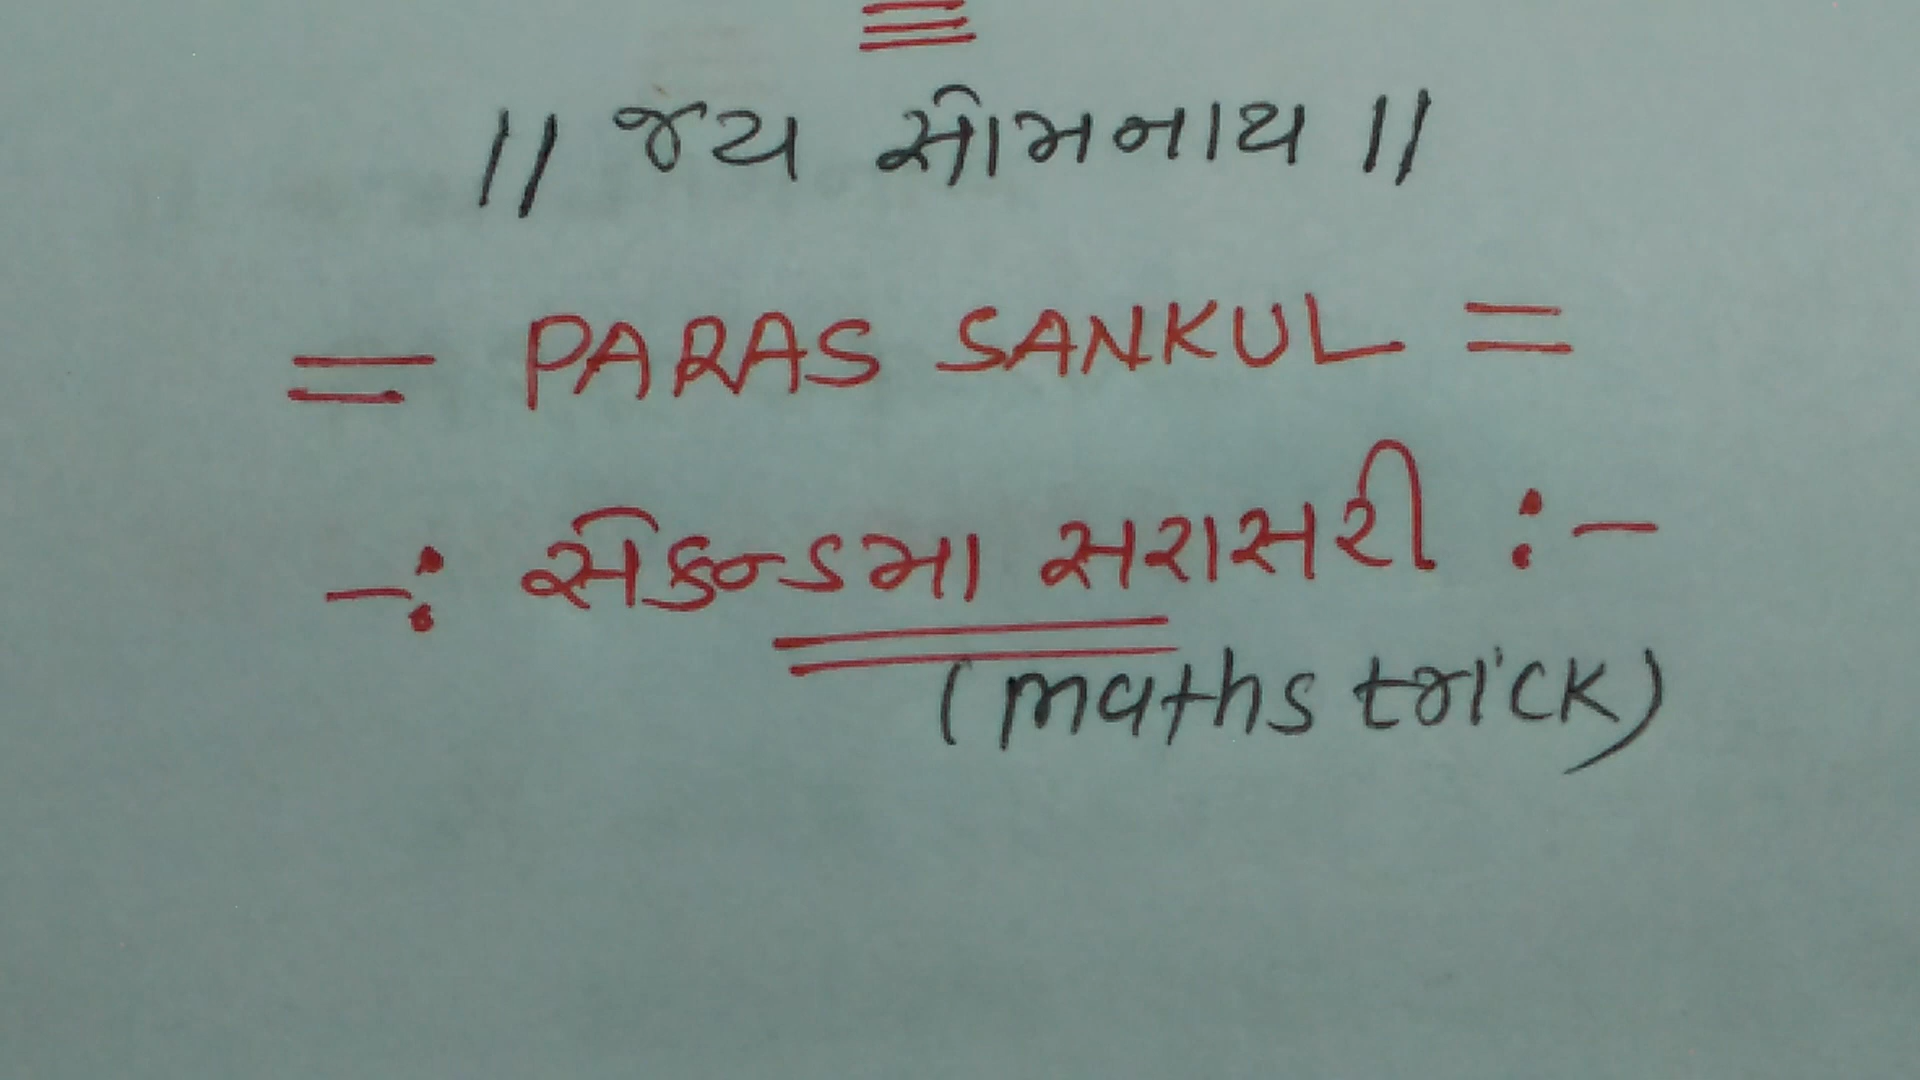 || જય સોમનાથ ||
= PARAS SANKUL =
-: સેકન્ડમા સરાસરી :-
(maths trick)